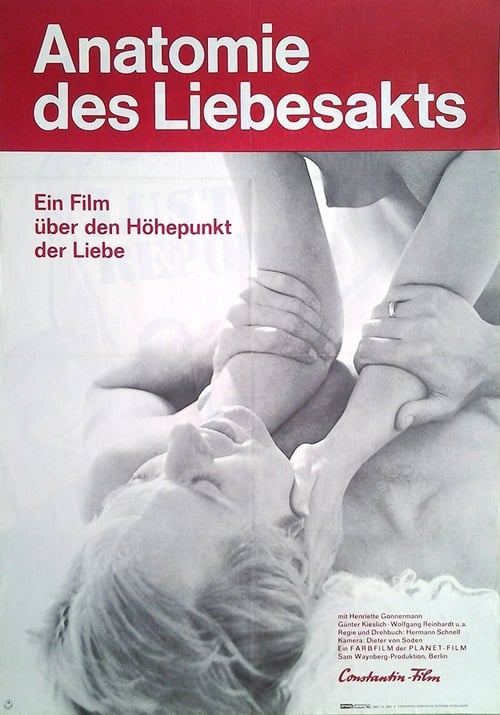 Anatomie
des Liebesakts
Ein Film
über den Höhepunkt
der Liebe
mit Henriette Gonnermann
Günter Kieslich · Wolfgang Reinhardt u.a.
Regie und Drehbuch: Hermann Schnell
Kamera: Dieter von Soden
Ein FARBFILM der PLANET-FILM
Sam Waynberg-Produktion, Berlin
Constantin-Film